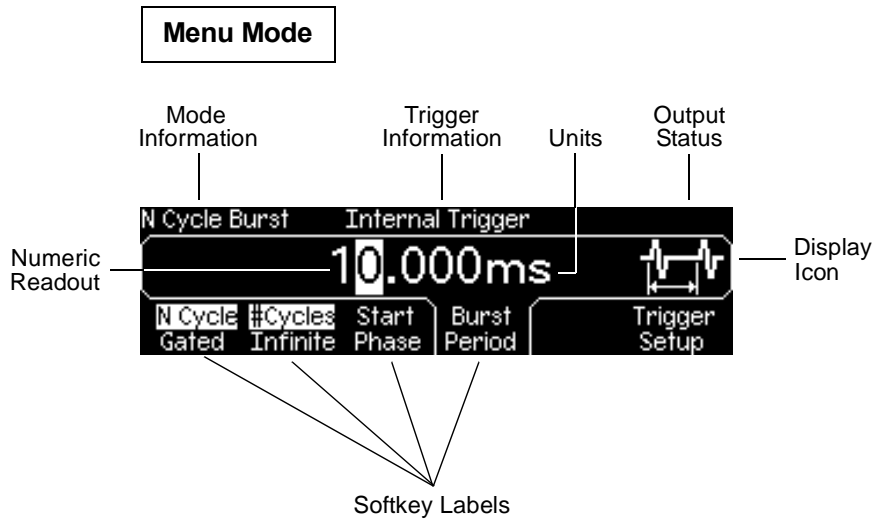 Menu Mode
Mode
Information
Trigger
Information
Units
Output
Status
N Cycle Burst
Internal Trigger
Numeric
Readout
10.000ms
Display
Icon
N Cycle
Gated
#Cycles
Infinite
Start
Phase
Burst
Period
Trigger
Setup
Softkey Labels